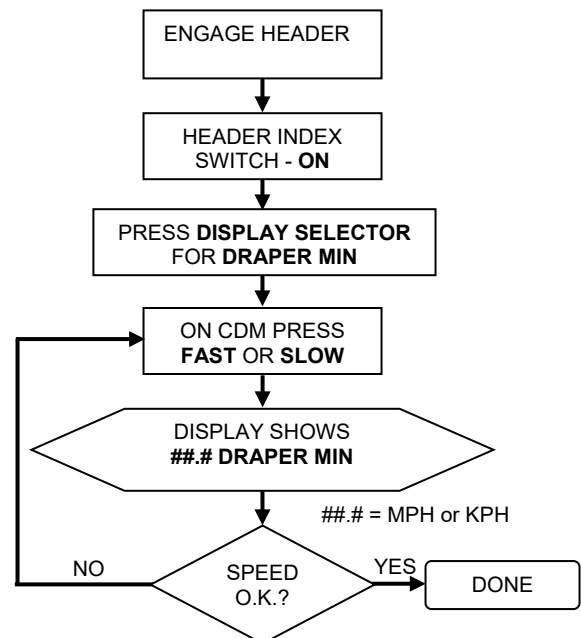 ENGAGE HEADER
HEADER INDEX
SWITCH - ON
PRESS DISPLAY SELECTOR
FOR DRAPER MIN
ON CDM PRESS
FAST OR SLOW
DISPLAY SHOWS
##.# DRAPER MIN
##.# = MPH or KPH
NO
SPEED
O.K.?
YES
DONE